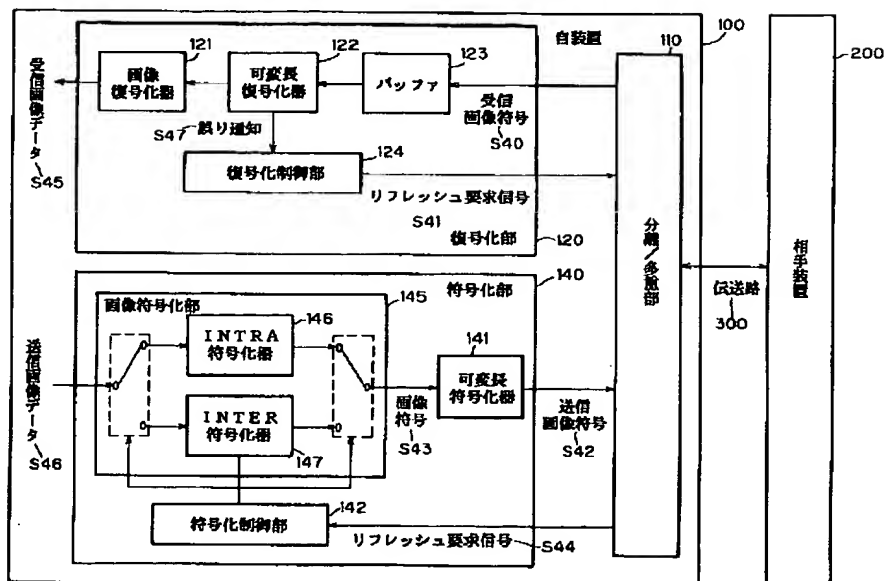 自装置
100
110
200
121
122
123
画像
復号化器
可変長
復号化器
バッファ
受信画像データ
S45
S47
誤り通知
受信
画像符号
S40
124
復号化制御部
リフレッシュ要求信号
S41
復号化部
120
分離/多重部
相手装置
伝送路
300
符号化部
140
画像符号化部
145
146
INTRA
符号化器
141
可変長
符号化器
送信画像データ
S46
INTER
符号化器
147
画像
符号
S43
送信
画像符号
S42
142
符号化制御部
リフレッシュ要求信号
S44